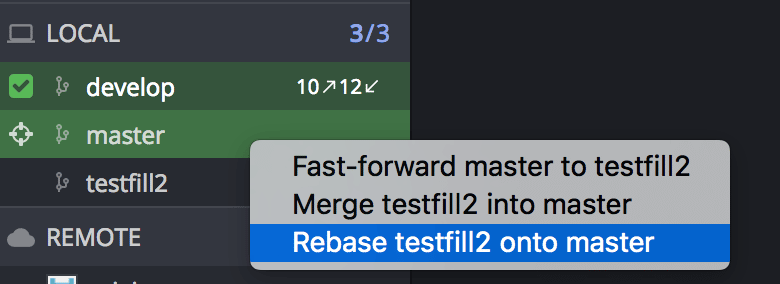 LOCAL 3/3
develop 10↗12↙
master
testfill2
Fast-forward master to testfill2
Merge testfill2 into master
Rebase testfill2 onto master
REMOTE